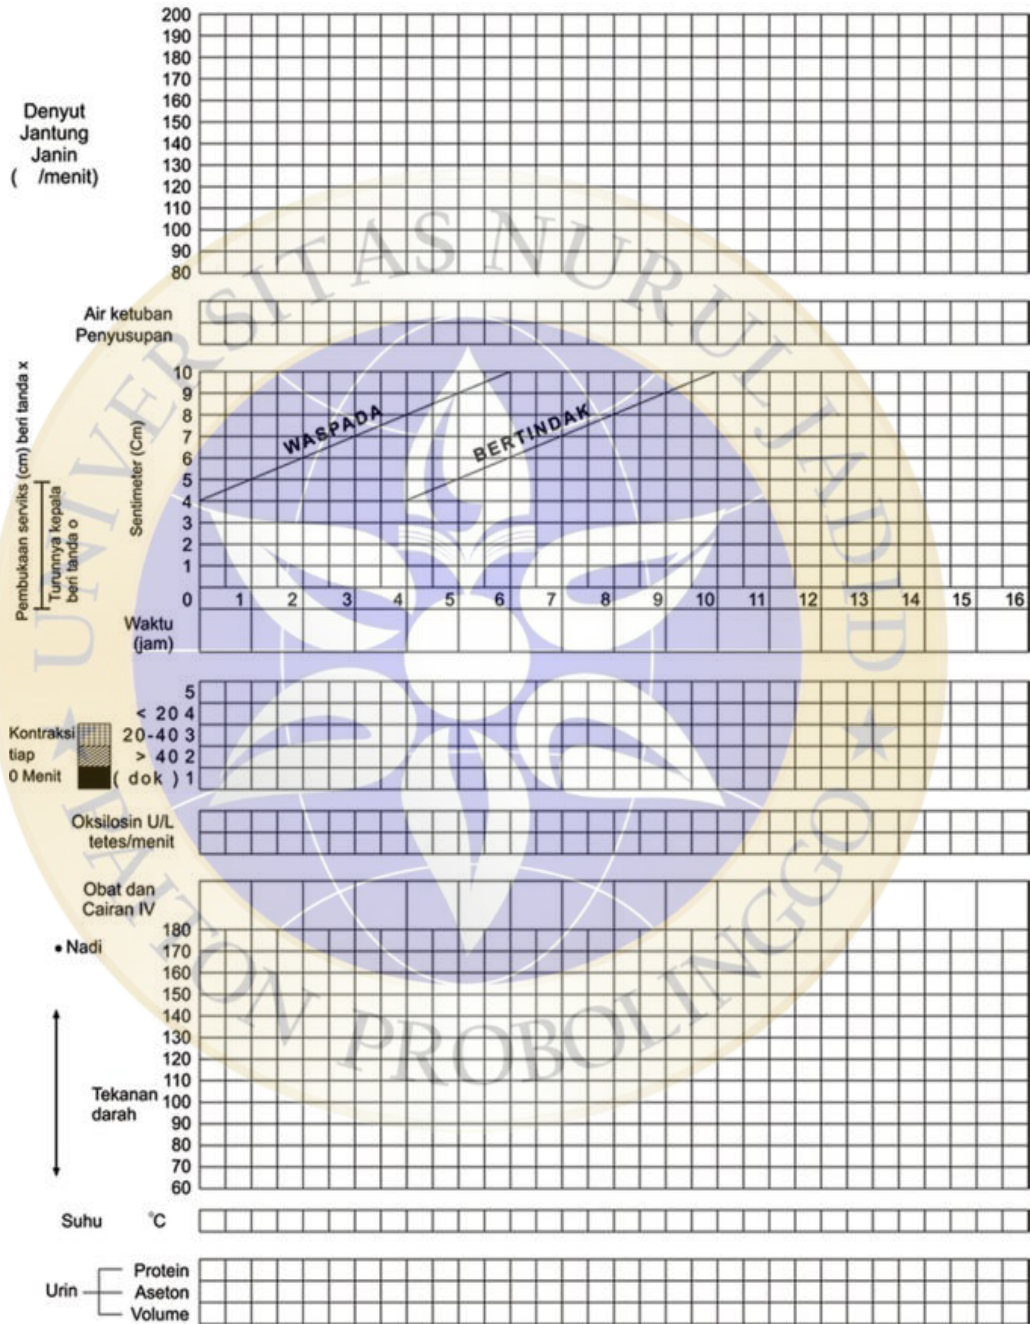 200
190
180
170
160
150
140
130
120
110
100
90
80
Denyut
Jantung
Janin
( /menit)
Air ketuban
Penyusupan
Pembukaan serviks (cm) beri tanda x
Turunnya kepala
beri tanda o
Sentimeter (Cm)
10
9
8
7
6
5
4
3
2
1
0 1 2 3 4 5 6 7 8 9 10 11 12 13 14 15 16
WASPADA
BERTINDAK
Waktu
(jam)
Kontraksi
tiap
0 Menit
5
< 20 4
20-40 3
> 40 2
( dok ) 1
Oksilosin U/L
tetes/menit
Obat dan
Cairan IV
• Nadi
Tekanan
darah
180
170
160
150
140
130
120
110
100
90
80
70
60
Suhu °C
Urin
Protein
Aseton
Volume
UNIVERSITAS NURUL JADID
PAITON PROBOLINGGO